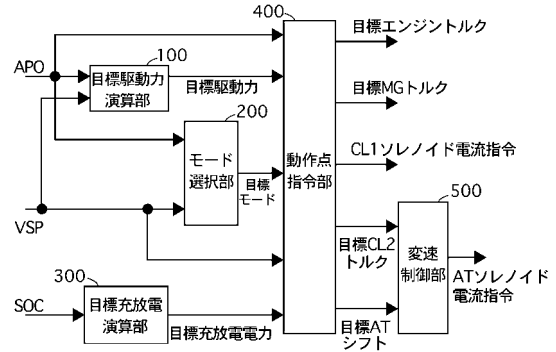 400
目標エンジントルク
APO
100
目標駆動力
演算部
目標駆動力
目標MGトルク
200
モード
選択部
目標
モード
動作点
指令部
CL1ソレノイド電流指令
500
VSP
目標CL2
トルク
変速
制御部
ATソレノイド
電流指令
300
SOC
目標充放電
演算部
目標充放電電力
目標AT
シフト